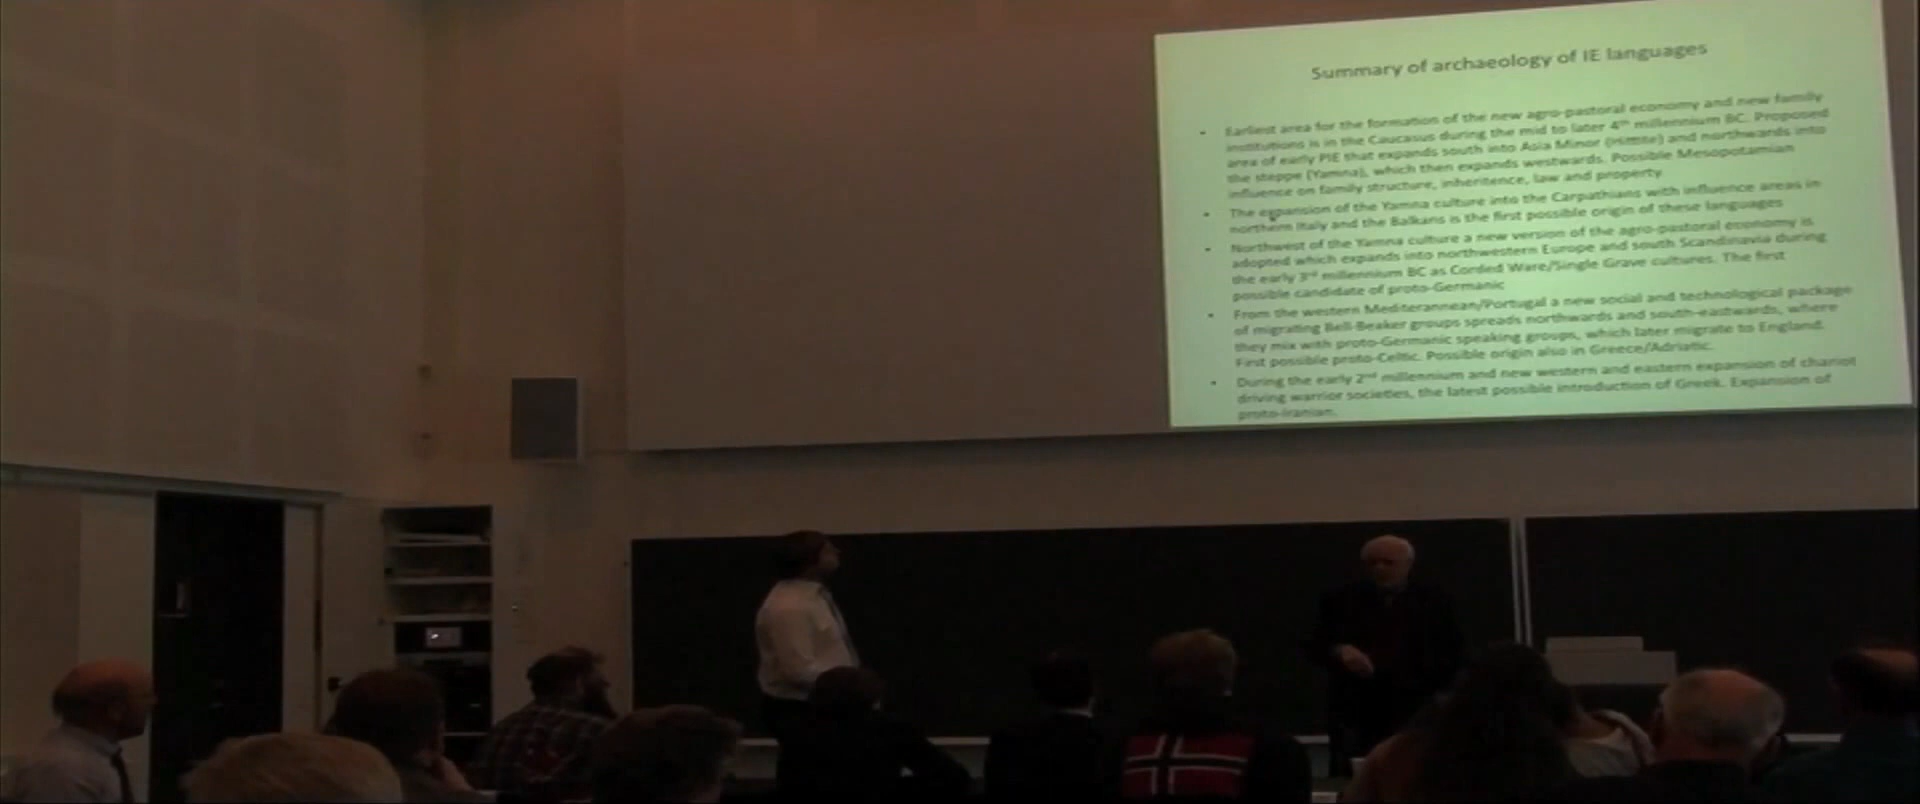 Summary of archaeology of IE languages
• Earliest area for the formation of the new agro-pastoral economy and new family
institutions is in the Caucasus during the mid to later 4th millennium BC. Proposed
area of early PIE that expands south into Asia Minor (Hittite) and northwards into
the steppe (Yamna), which then expands westwards. Possible Mesopotamian
influence on family structure, inheritence, law and property
• The expansion of the Yamna culture into the Carpathians with influence areas in
northern Italy and the Balkans is the first possible origin of these languages
• Northwest of the Yamna culture a new version of the agro-pastoral economy is
adopted which expands into northwestern Europe and south Scandinavia during
the early 3rd millennium BC as Corded Ware/Single Grave cultures. The first
possible candidate of proto-Germanic
• From the western Mediterannean/Portugal a new social and technological package
of migrating Bell-Beaker groups spreads northwards and south-eastwards, where
they mix with proto-Germanic speaking groups, which later migrate to England.
First possible proto-Celtic. Possible origin also in Greece/Adriatic.
• During the early 2nd millennium and new western and eastern expansion of chariot
driving warrior societies, the latest possible introduction of Greek. Expansion of
proto-Iranian.